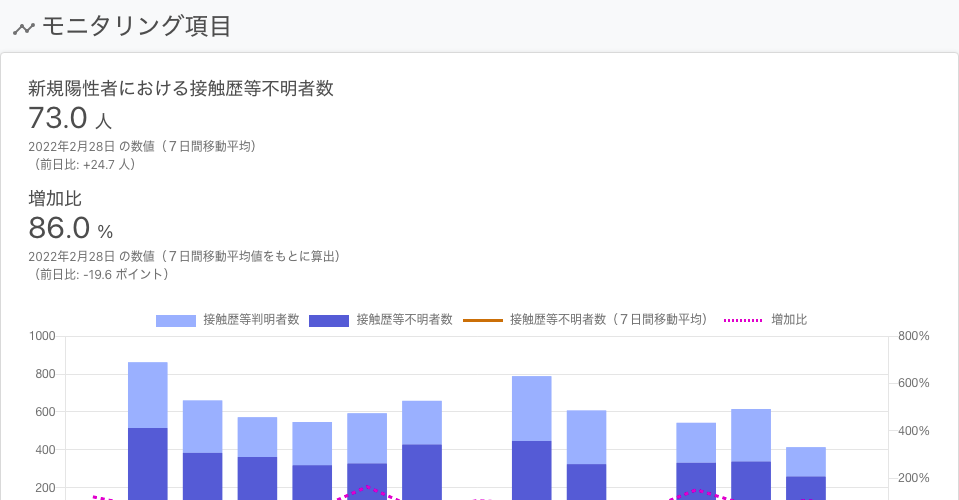 モニタリング項目
新規陽性者における接触歴等不明者数
73.0 人
2022年2月28日 の数値（７日間移動平均）
（前日比: +24.7 人）
増加比
86.0 %
2022年2月28日 の数値（７日間移動平均値をもとに算出）
（前日比: -19.6 ポイント）
接触歴等判明者数 接触歴等不明者数 接触歴等不明者数（７日間移動平均） 増加比
1000 800%
800
600%
600
400 400%
200 200%